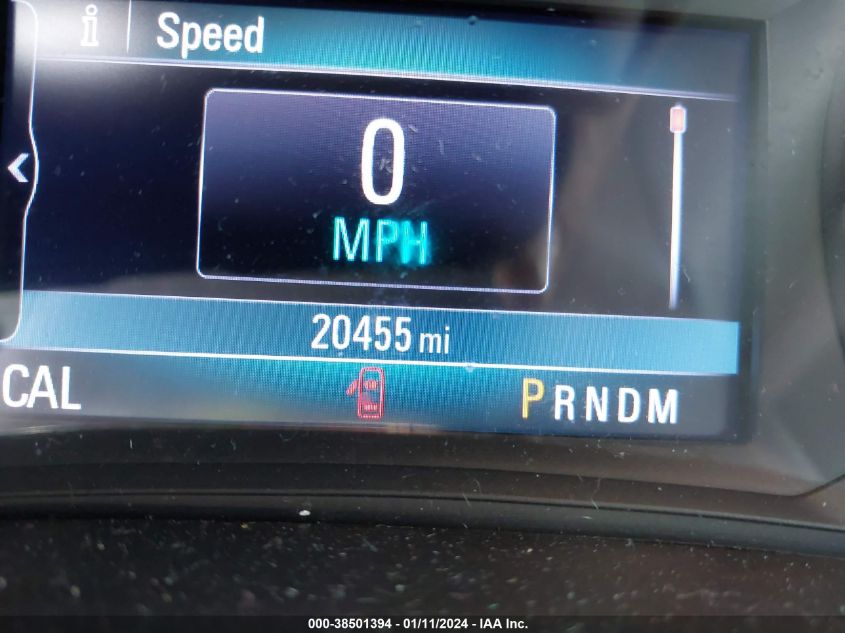 i Speed
0
MPH
20455 mi
CAL PRNDM
000-38501394 - 01/11/2024 - IAA Inc.